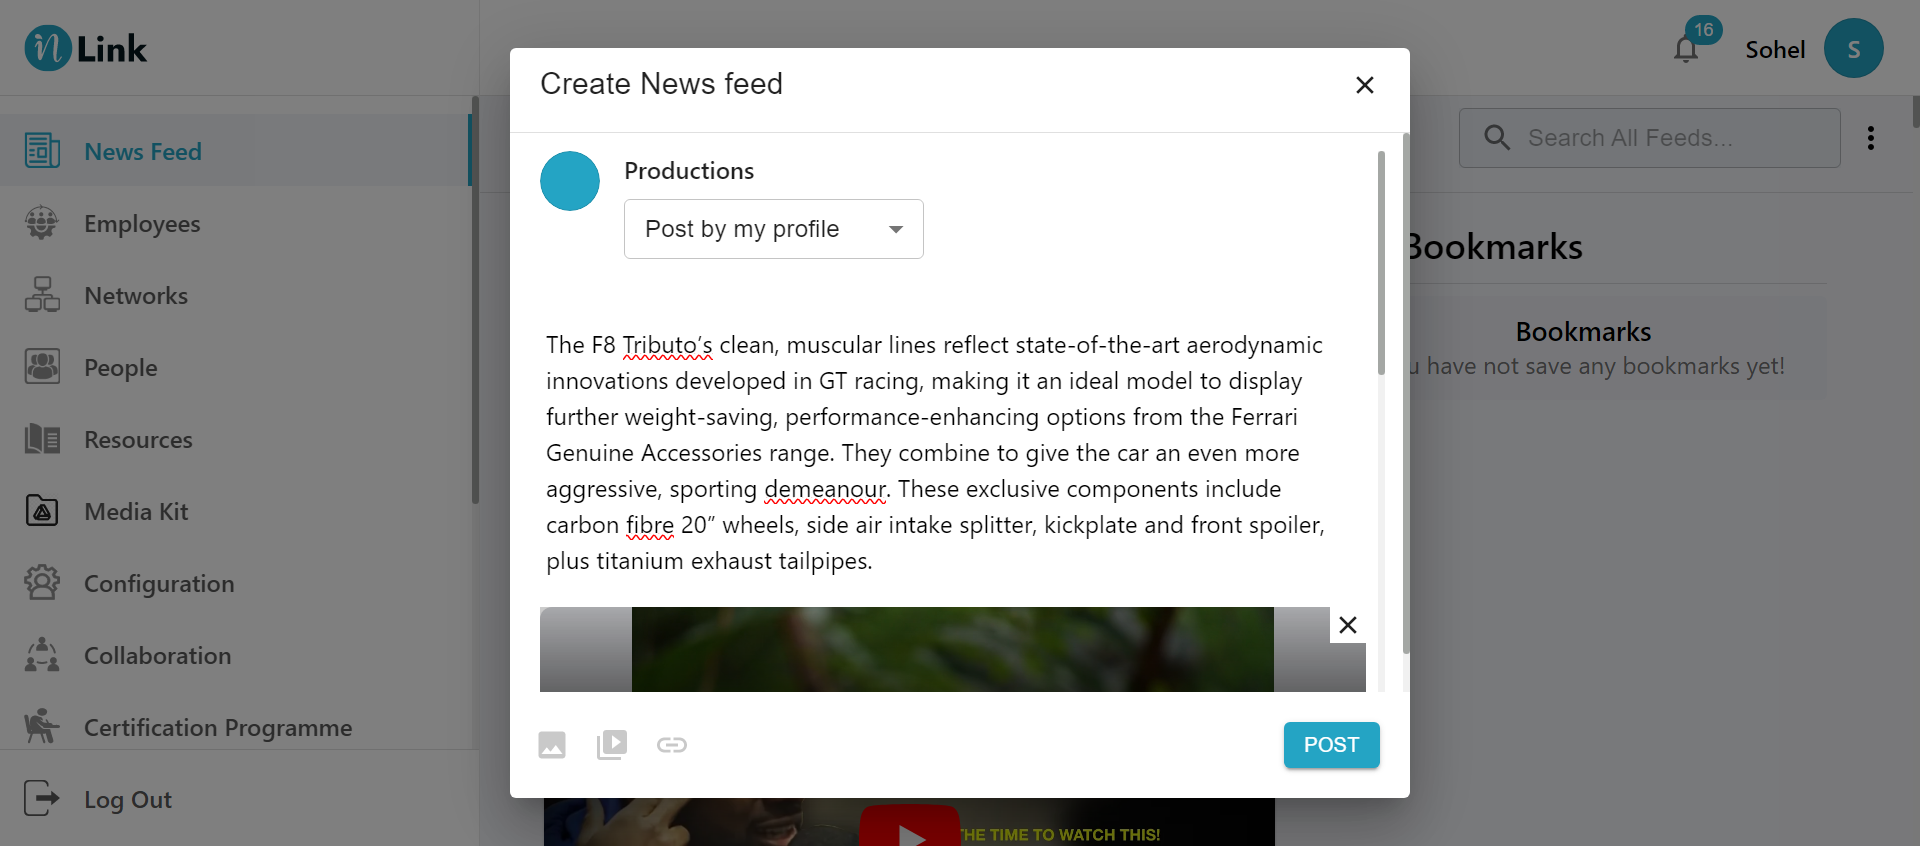 n Link
16
Sohel
S
Create News feed
Search All Feeds...
News Feed
Employees
Networks
People
Resources
Media Kit
Configuration
Collaboration
Certification Programme
Log Out
Productions
Post by my profile
The F8 Tributo’s clean, muscular lines reflect state-of-the-art aerodynamic
innovations developed in GT racing, making it an ideal model to display
further weight-saving, performance-enhancing options from the Ferrari
Genuine Accessories range. They combine to give the car an even more
aggressive, sporting demeanour. These exclusive components include
carbon fibre 20” wheels, side air intake splitter, kickplate and front spoiler,
plus titanium exhaust tailpipes.
POST
Bookmarks
Bookmarks
u have not save any bookmarks yet!
THE TIME TO WATCH THIS!